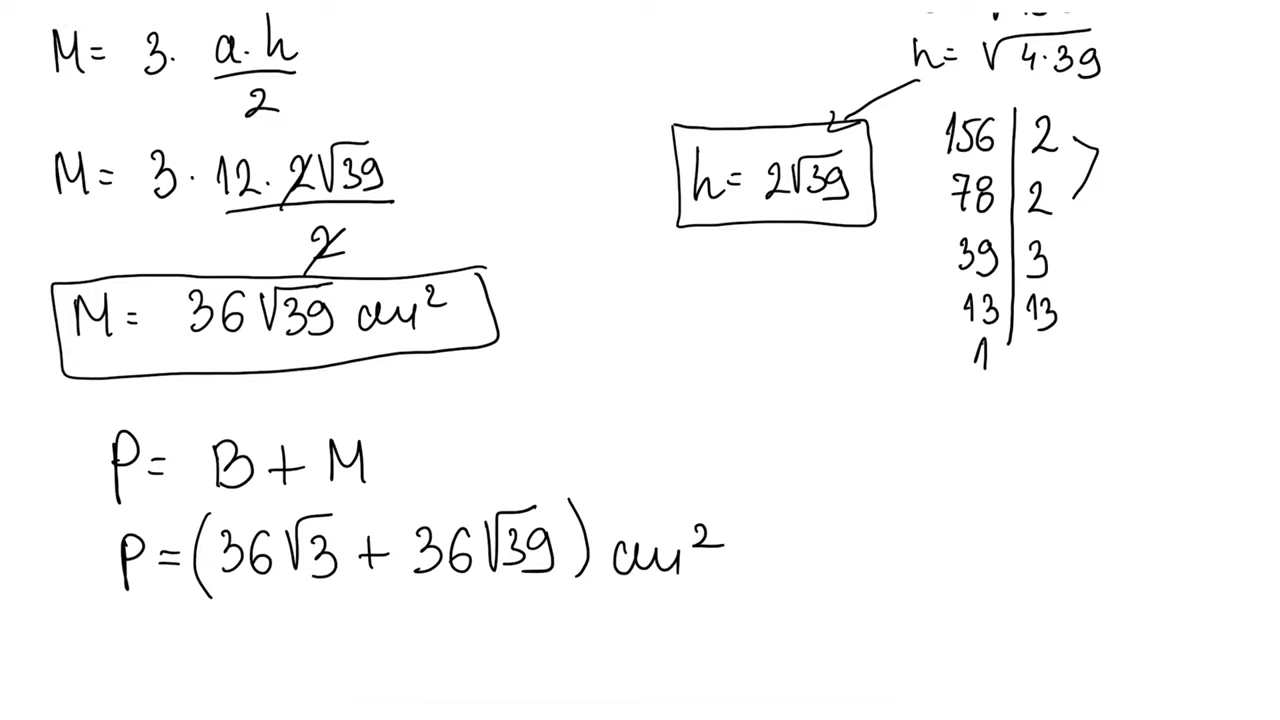 M = 3 · a·h/2
M = 3 · 12·2√39/2
M = 36√39 cm²
P = B + M
P = (36√3 + 36√39) cm²
h = √4·39
h = 2√39
156 | 2
78 | 2
39 | 3
13 | 13
1